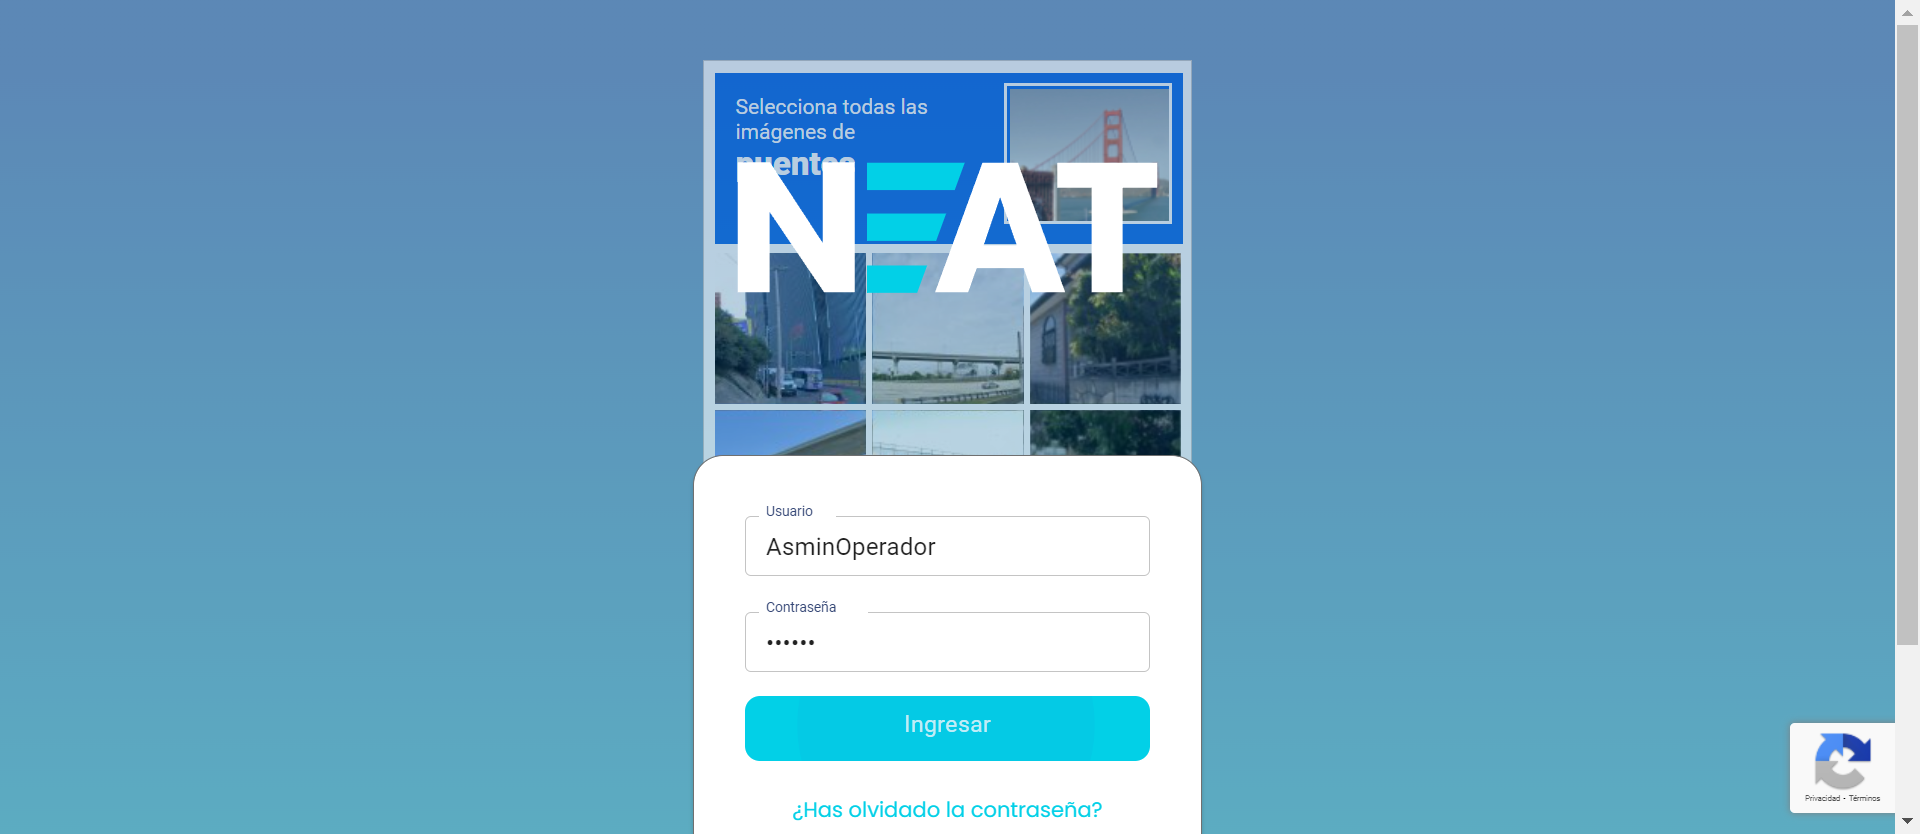 Selecciona todas las
imágenes de
puentes
NEAT
Usuario
AsminOperador
Contraseña
••••••
Ingresar
¿Has olvidado la contraseña?
Privacidad - Términos